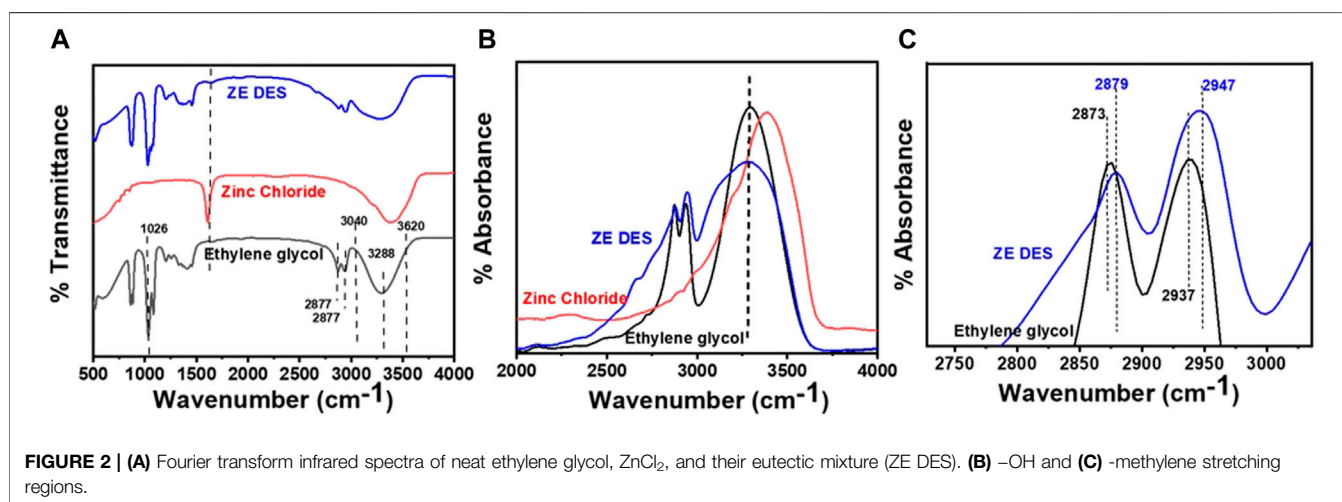 A
% Transmittance
ZE DES
Zinc Chloride
1026
3040
3620
Ethylene glycol
3288
2877
2877
500 1000 1500 2000 2500 3000 3500 4000
Wavenumber (cm-1)
B
% Absorbance
ZE DES
Zinc Chloride
Ethylene glycol
2000 2500 3000 3500 4000
Wavenumber (cm-1)
C
% Absorbance
2879
2947
2873
ZE DES
2937
Ethylene glycol
2750 2800 2850 2900 2950 3000
Wavenumber (cm-1)
FIGURE 2 | (A) Fourier transform infrared spectra of neat ethylene glycol, ZnCl2, and their eutectic mixture (ZE DES). (B) –OH and (C) -methylene stretching
regions.